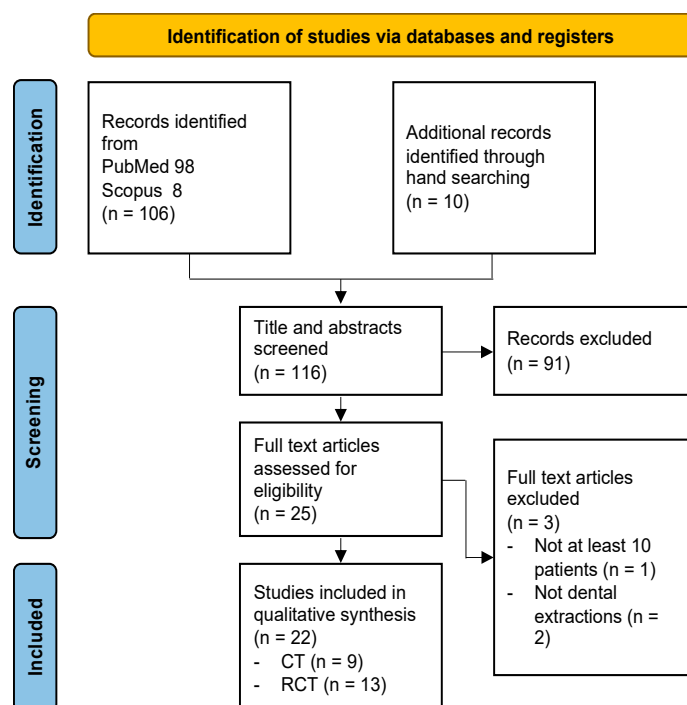 Identification of studies via databases and registers
Identification
Records identified
from
PubMed 98
Scopus 8
(n = 106)
Additional records
identified through
hand searching
(n = 10)
Screening
Title and abstracts
screened
(n = 116)
Records excluded
(n = 91)
Full text articles
assessed for
eligibility
(n = 25)
Full text articles
excluded
(n = 3)
- Not at least 10
patients (n = 1)
- Not dental
extractions (n =
2)
Included
Studies included in
qualitative synthesis
(n = 22)
- CT (n = 9)
- RCT (n = 13)